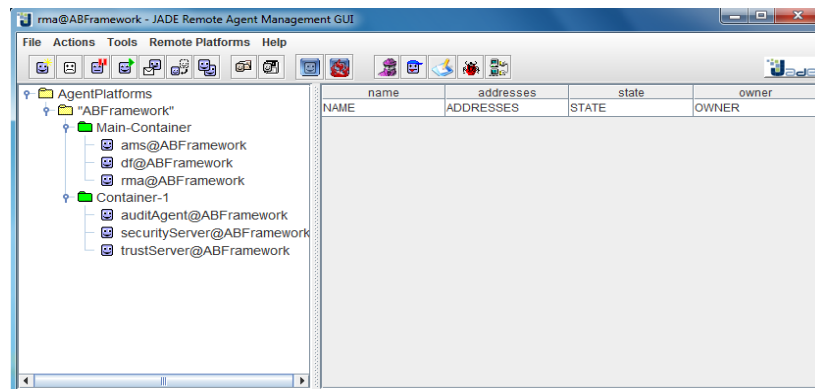 rma@ABFramework - JADE Remote Agent Management GUI
File Actions Tools Remote Platforms Help
Jade
AgentPlatforms
"ABFramework"
Main-Container
ams@ABFramework
df@ABFramework
rma@ABFramework
Container-1
auditAgent@ABFramework
securityServer@ABFramework
trustServer@ABFramework
name addresses state owner
NAME ADDRESSES STATE OWNER